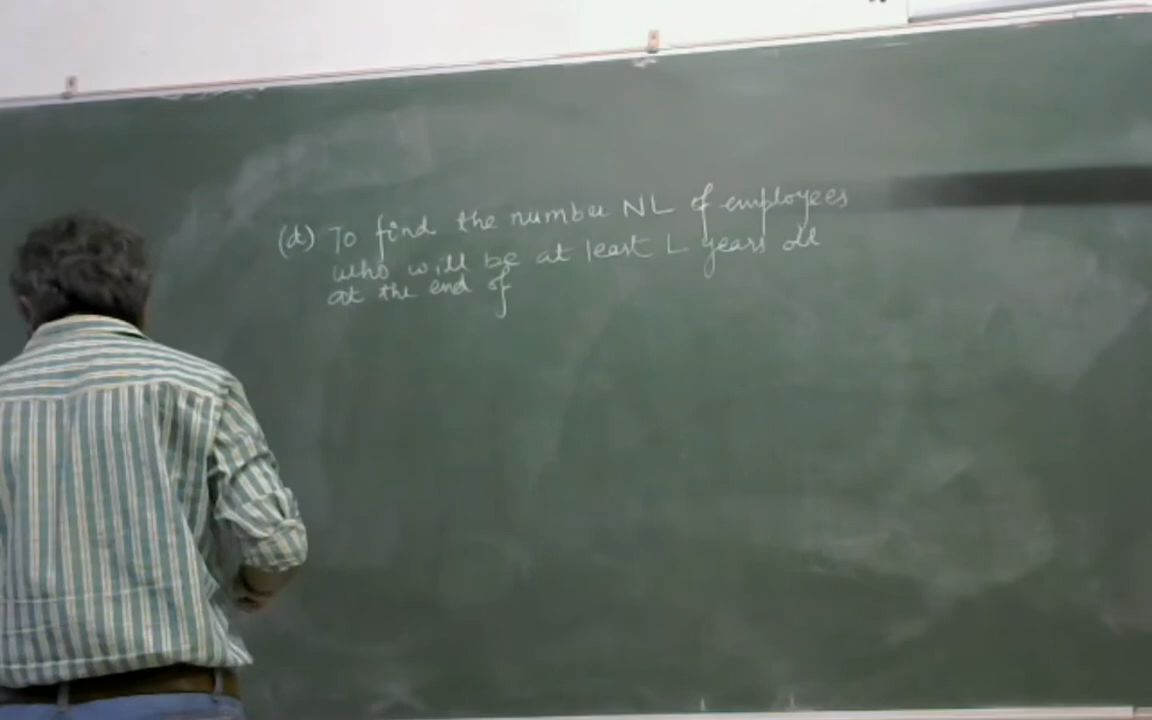 (d) To find the number NL of employees
who will be at least L years old
at the end of